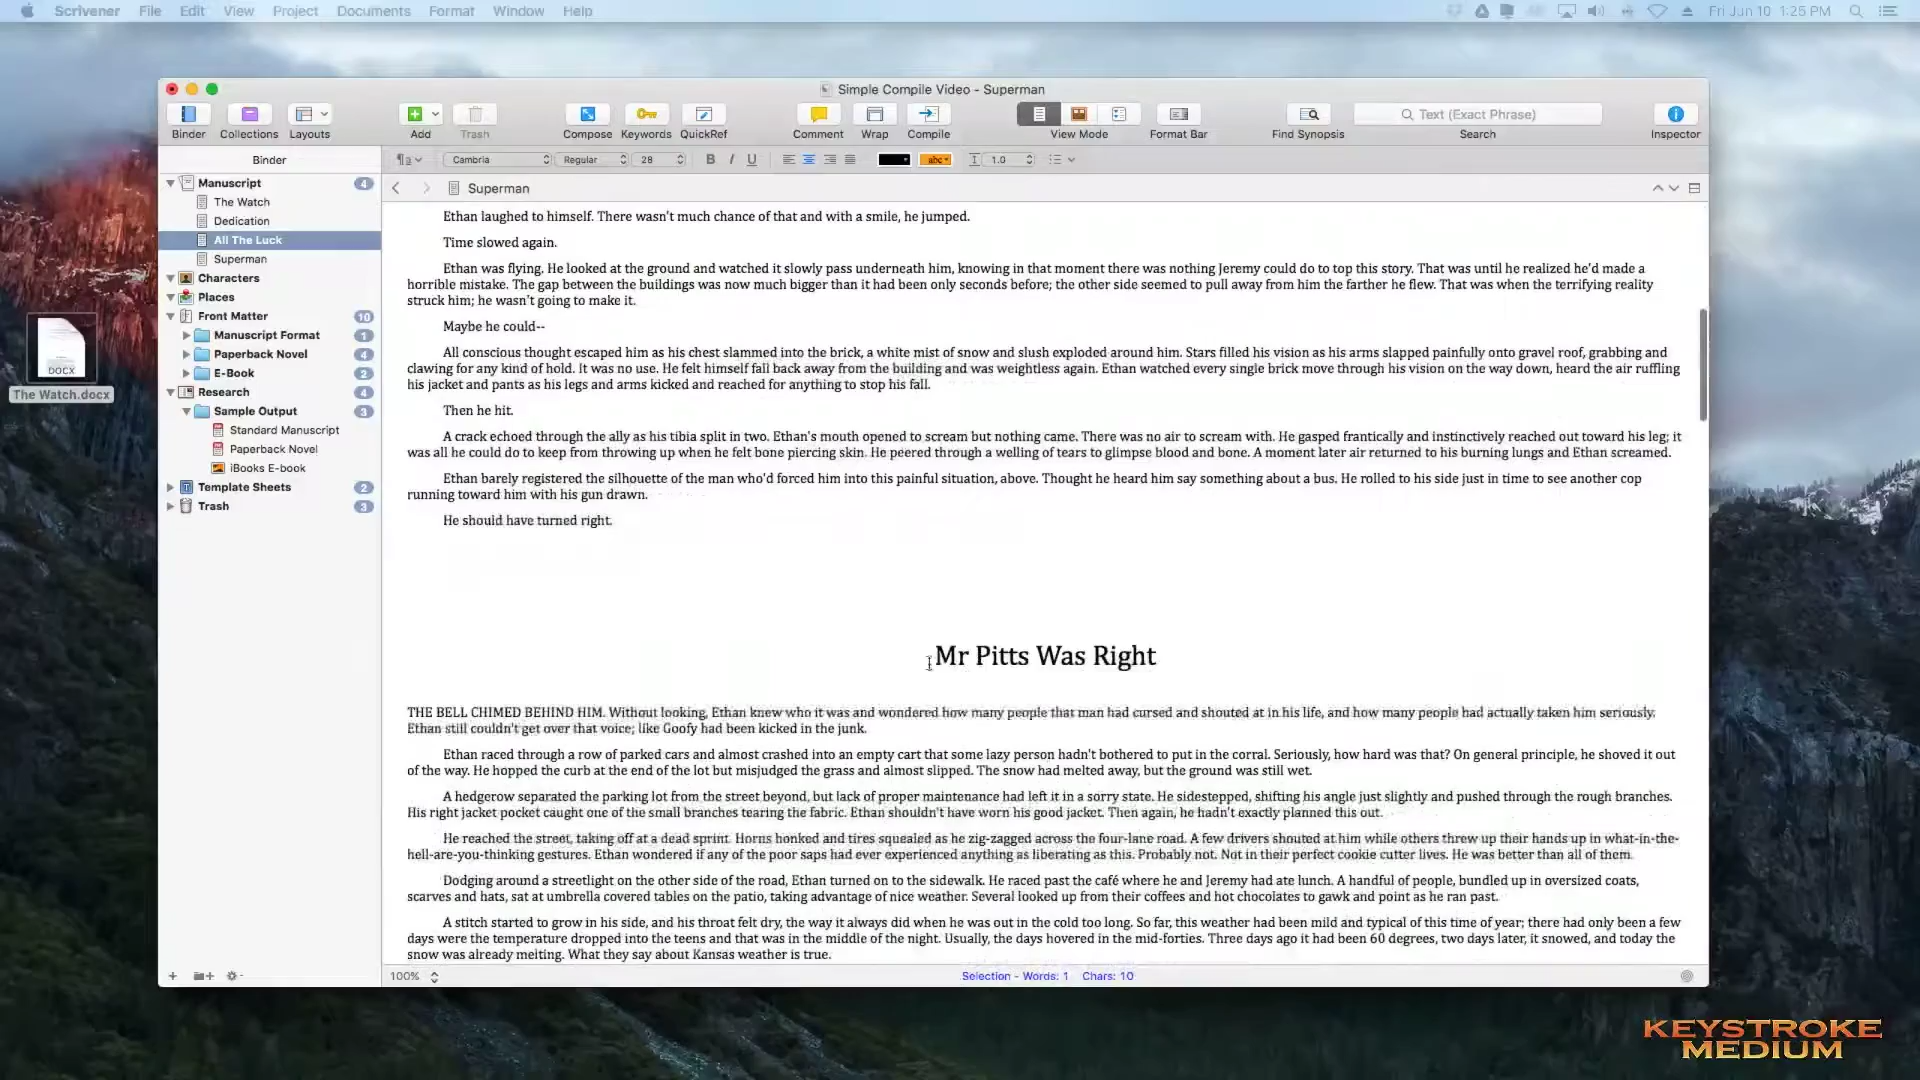 Scrivener File Edit View Project Documents Format Window Help
Fri Jun 10 1:25 PM
Simple Compile Video - Superman
Binder Collections Layouts Add Trash Compose Keywords QuickRef Comment Wrap Compile View Mode Format Bar Find Synopsis Text (Exact Phrase) Search Inspector
Binder
a Cambria Regular 28 B I U abc 1.0
Superman
Manuscript 4
The Watch
Dedication
All The Luck
Superman
Characters
Places
Front Matter 10
Manuscript Format 1
Paperback Novel 4
E-Book 2
Research 4
Sample Output 3
Standard Manuscript
Paperback Novel
iBooks E-book
Template Sheets 2
Trash 3
DOCX
The Watch.docx
Ethan laughed to himself. There wasn't much chance of that and with a smile, he jumped.
Time slowed again.
Ethan was flying. He looked at the ground and watched it slowly pass underneath him, knowing in that moment there was nothing Jeremy could do to top this story. That was until he realized he'd made a
horrible mistake. The gap between the buildings was now much bigger than it had been only seconds before; the other side seemed to pull away from him the farther he flew. That was when the terrifying reality
struck him; he wasn't going to make it.
Maybe he could--
All conscious thought escaped him as his chest slammed into the brick, a white mist of snow and slush exploded around him. Stars filled his vision as his arms slapped painfully onto gravel roof, grabbing and
clawing for any kind of hold. It was no use. He felt himself fall back away from the building and was weightless again. Ethan watched every single brick move through his vision on the way down, heard the air ruffling
his jacket and pants as his legs and arms kicked and reached for anything to stop his fall.
Then he hit.
A crack echoed through the ally as his tibia split in two. Ethan's mouth opened to scream but nothing came. There was no air to scream with. He gasped frantically and instinctively reached out toward his leg; it
was all he could do to keep from throwing up when he felt bone piercing skin. He peered through a welling of tears to glimpse blood and bone. A moment later air returned to his burning lungs and Ethan screamed.
Ethan barely registered the silhouette of the man who'd forced him into this painful situation, above. Thought he heard him say something about a bus. He rolled to his side just in time to see another cop
running toward him with his gun drawn.
He should have turned right.
Mr Pitts Was Right
THE BELL CHIMED BEHIND HIM. Without looking, Ethan knew who it was and wondered how many people that man had cursed and shouted at in his life, and how many people had actually taken him seriously.
Ethan still couldn't get over that voice; like Goofy had been kicked in the junk.
Ethan raced through a row of parked cars and almost crashed into an empty cart that some lazy person hadn't bothered to put in the corral. Seriously, how hard was that? On general principle, he shoved it out
of the way. He hopped the curb at the end of the lot but misjudged the grass and almost slipped. The snow had melted away, but the ground was still wet.
A hedgerow separated the parking lot from the street beyond, but lack of proper maintenance had left it in a sorry state. He sidestepped, shifting his angle just slightly and pushed through the rough branches.
His right jacket pocket caught one of the small branches tearing the fabric. Ethan shouldn't have worn his good jacket. Then again, he hadn't exactly planned this out.
He reached the street, taking off at a dead sprint. Horns honked and tires squealed as he zig-zagged across the four-lane road. A few drivers shouted at him while others threw up their hands up in what-in-the-
hell-are-you-thinking gestures. Ethan wondered if any of the poor saps had ever experienced anything as liberating as this. Probably not. Not in their perfect cookie cutter lives. He was better than all of them.
Dodging around a streetlight on the other side of the road, Ethan turned on to the sidewalk. He raced past the café where he and Jeremy had ate lunch. A handful of people, bundled up in oversized coats,
scarves and hats, sat at umbrella covered tables on the patio, taking advantage of nice weather. Several looked up from their coffees and hot chocolates to gawk and point as he ran past.
A stitch started to grow in his side, and his throat felt dry, the way it always did when he was out in the cold too long. So far, this weather had been mild and typical of this time of year; there had only been a few
days were the temperature dropped into the teens and that was in the middle of the night. Usually, the days hovered in the mid-forties. Three days ago it had been 60 degrees, two days later, it snowed, and today the
snow was already melting. What they say about Kansas weather is true.
100% Selection - Words: 1 Chars: 10
KEYSTROKE
MEDIUM